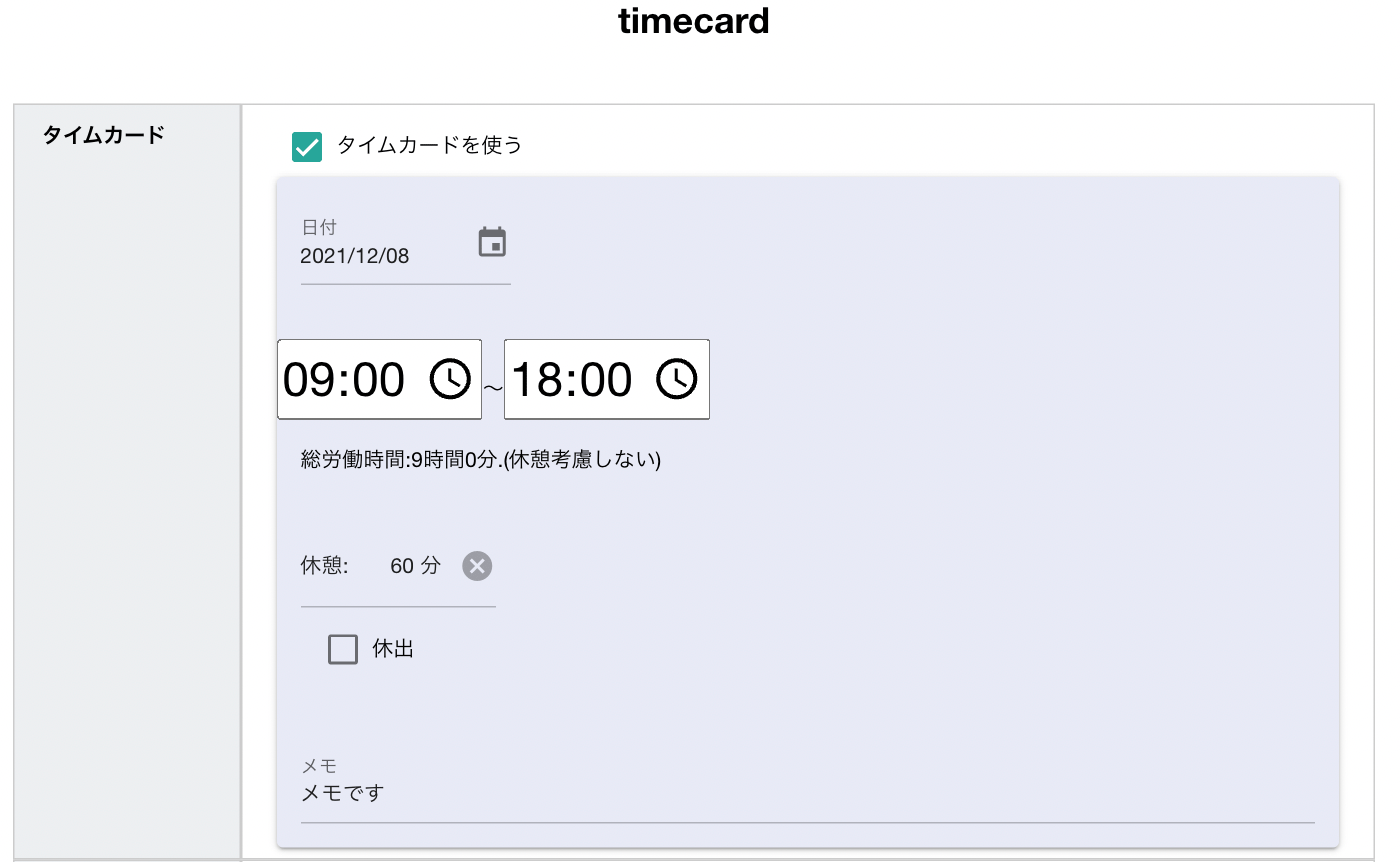 timecard
タイムカード
タイムカードを使う
日付
2021/12/08
09:00 ～ 18:00
総労働時間:9時間0分.(休憩考慮しない)
休憩: 60 分
休出
メモ
メモです